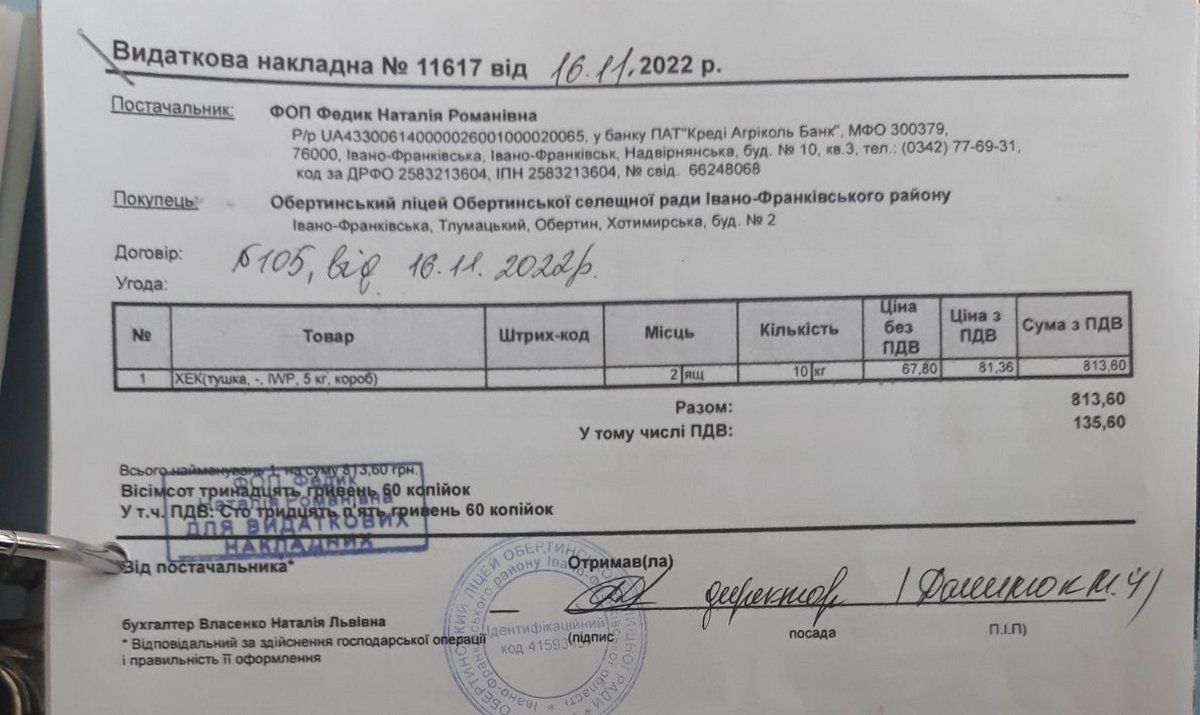 Видаткова накладна № 11617 від 16.11. 2022 р.
Постачальник: ФОП Федик Наталія Романівна
Р/р UA433006140000026001000020065, у банку ПАТ"Креді Агріколь Банк", МФО 300379,
76000, Івано-Франківська, Івано-Франківськ, Надвірнянська, буд. № 10, кв.3, тел.: (0342) 77-69-31,
код за ДРФО 2583213604, ІПН 2583213604, № свід. 66248068
Покупець: Обертинський ліцей Обертинської селещної ради Івано-Франківського району
Івано-Франківська, Тлумацький, Обертин, Хотимирська, буд. № 2
Договір: №105, від 16.11. 2022р.
Угода:
№ Товар Штрих-код Місць Кількість Ціна без ПДВ Ціна з ПДВ Сума з ПДВ
1 ХЕК(тушка, -, IWP, 5 кг, короб) 2 ящ 10 кг 67,80 81,36 813,60
Разом: 813,60
У тому числі ПДВ: 135,60
Всього найменувань 1, на суму 813,60 грн.
Вісімсот тринадцять гривень 60 копійок
У т.ч. ПДВ: Сто тридцять п'ять гривень 60 копійок
ФОП Федик
Наталія Романівна
ДЛЯ ВИДАТКОВИХ
НАКЛАДНИХ
Від постачальника* Отримав(ла)
директор
бухгалтер Власенко Наталія Львівна
* Відповідальний за здійснення господарської операції (підпис посада П.І.П)
і правильність її оформлення
Ідентифікаційний
код